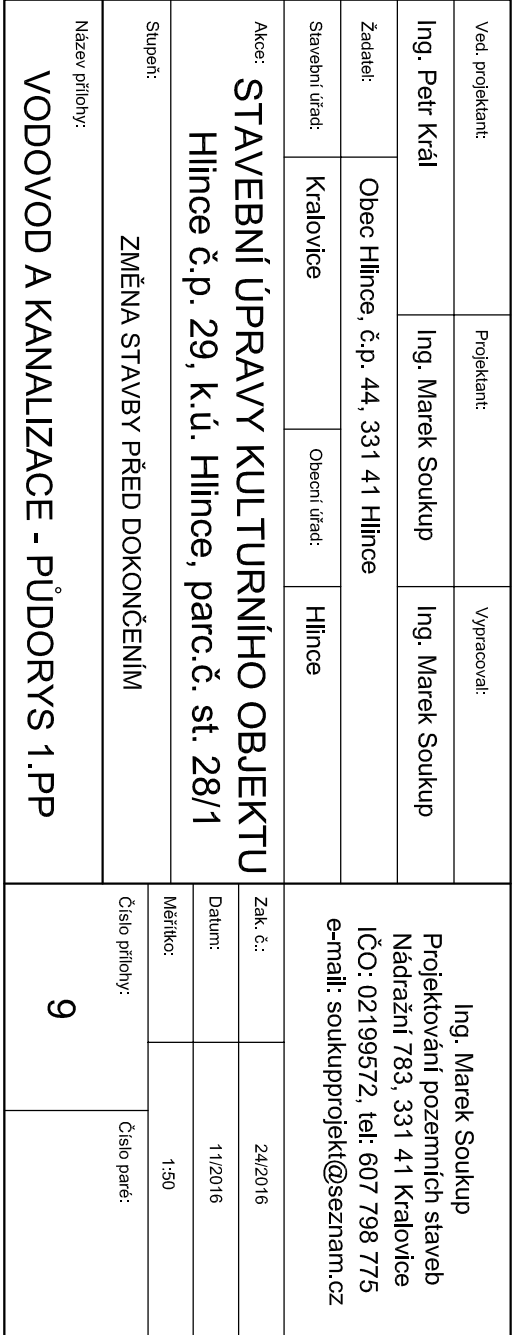 Ved. projektant:
Projektant:
Vypracoval:
Ing. Petr Král
Ing. Marek Soukup
Ing. Marek Soukup
Žadatel:
Obec Hlince, č.p. 44, 331 41 Hlince
Stavební úřad:
Kralovice
Obecní úřad:
Hlince
Ing. Marek Soukup
Projektování pozemních staveb
Nádražní 783, 331 41 Kralovice
IČO: 02199572, tel: 607 798 775
e-mail: soukupprojekt@seznam.cz
Akce:
STAVEBNÍ ÚPRAVY KULTURNÍHO OBJEKTU
Hlince č.p. 29, k.ú. Hlince, parc.č. st. 28/1
Zak. č.:
24/2016
Datum:
11/2016
Stupeň:
ZMĚNA STAVBY PŘED DOKONČENÍM
Měřítko:
1:50
Název přílohy:
VODOVOD A KANALIZACE - PŮDORYS 1.PP
Číslo přílohy:
9
Číslo paré: